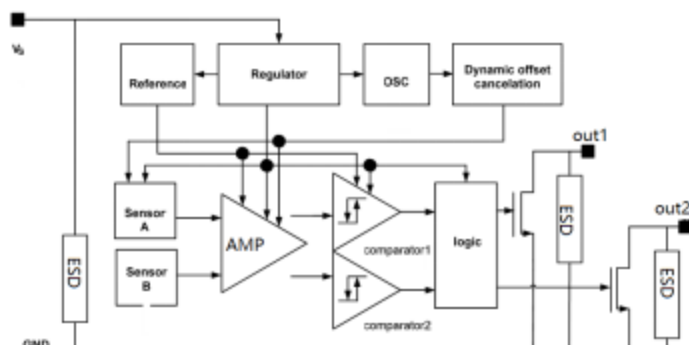 Reference
Regulator
OSC
Dynamic offset
cancelation
out1
Sensor
A
AMP
comparator1
logic
ESD
out2
ESD
Sensor
B
ESD
comparator2
GND